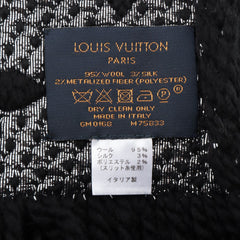 LOUIS VUITTON
PARIS
95% WOOL 3% SILK
2% METALIZED FIBER (POLYESTER)
DRY CLEAN ONLY
MADE IN ITALY
GM0168 M75833
ウール 95%
シルク 3%
ポリエステル 2%
(スリット糸使用)
イタリア製